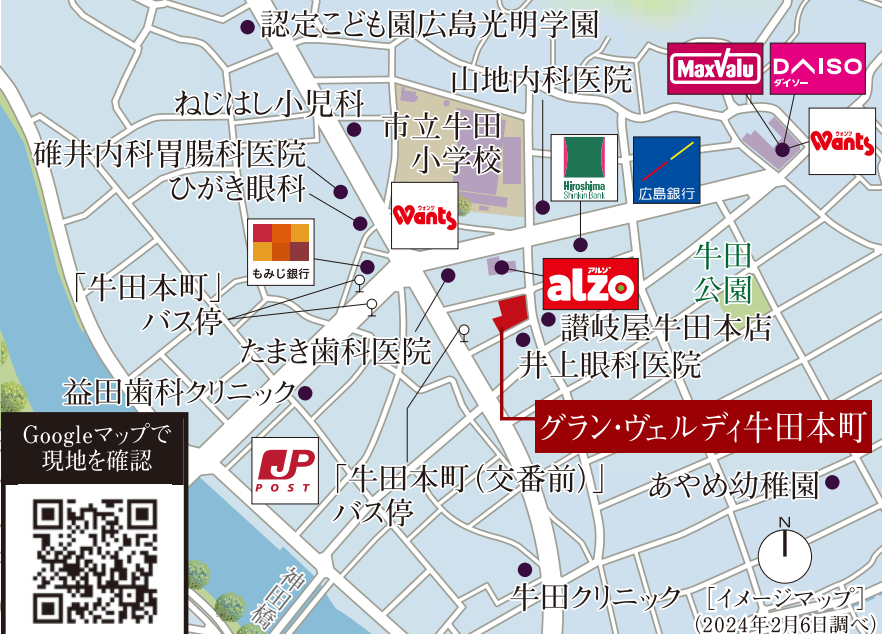 認定こども園広島光明学園
MaxValu
DAISO
ダイソー
山地内科医院
ねじはし小児科
市立牛田
小学校
ウォンツ
Wants
碓井内科胃腸科医院
ひがき眼科
Hiroshima
Shinkin Bank
広島銀行
ウォンツ
Wants
もみじ銀行
牛田
公園
アルゾ
alzo
「牛田本町」
バス停
讃岐屋牛田本店
たまき歯科医院
井上眼科医院
益田歯科クリニック
グラン・ヴェルディ牛田本町
Googleマップで
現地を確認
JP
POST
「牛田本町（交番前）」
バス停
あやめ幼稚園
N
神田橋
牛田クリニック
［イメージマップ］
（2024年2月6日調べ）